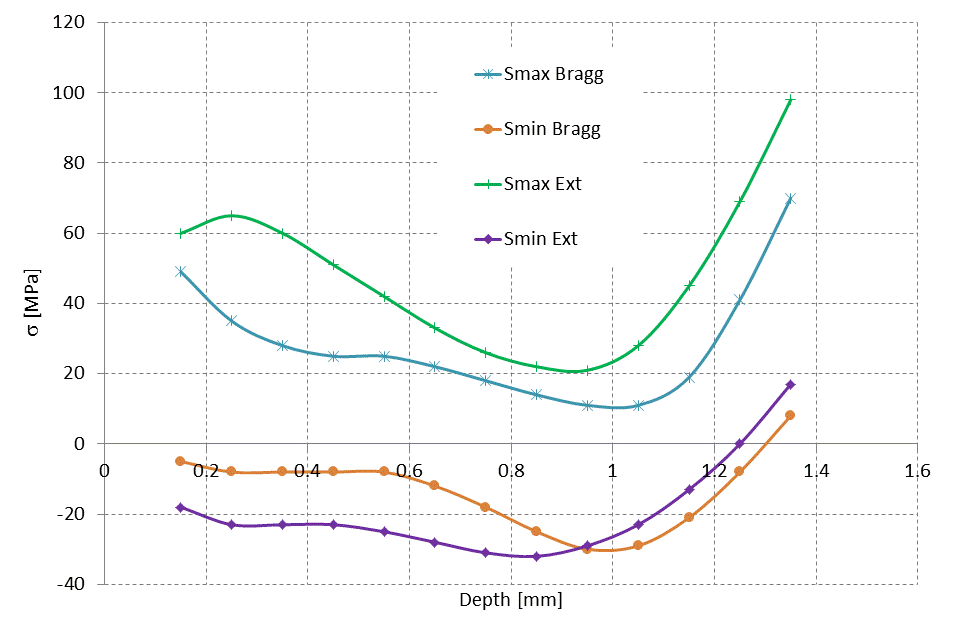 120
100
80
60
40
20
0
-20
-40
σ [MPa]
Smax Bragg
Smin Bragg
Smax Ext
Smin Ext
0 0.2 0.4 0.6 0.8 1 1.2 1.4 1.6
Depth [mm]